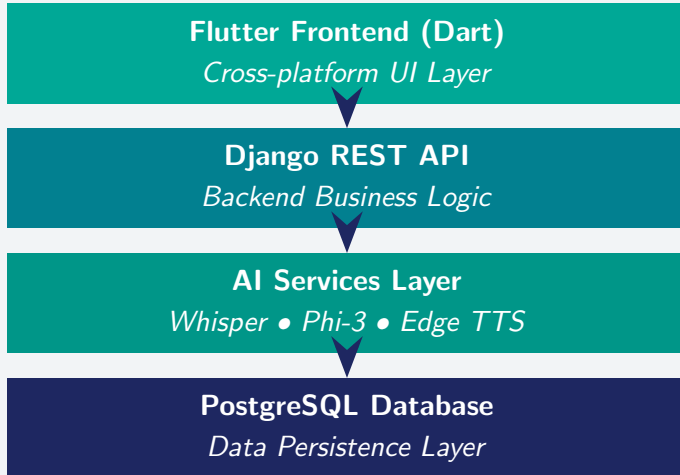 Flutter Frontend (Dart)
Cross-platform UI Layer
Django REST API
Backend Business Logic
AI Services Layer
Whisper • Phi-3 • Edge TTS
PostgreSQL Database
Data Persistence Layer